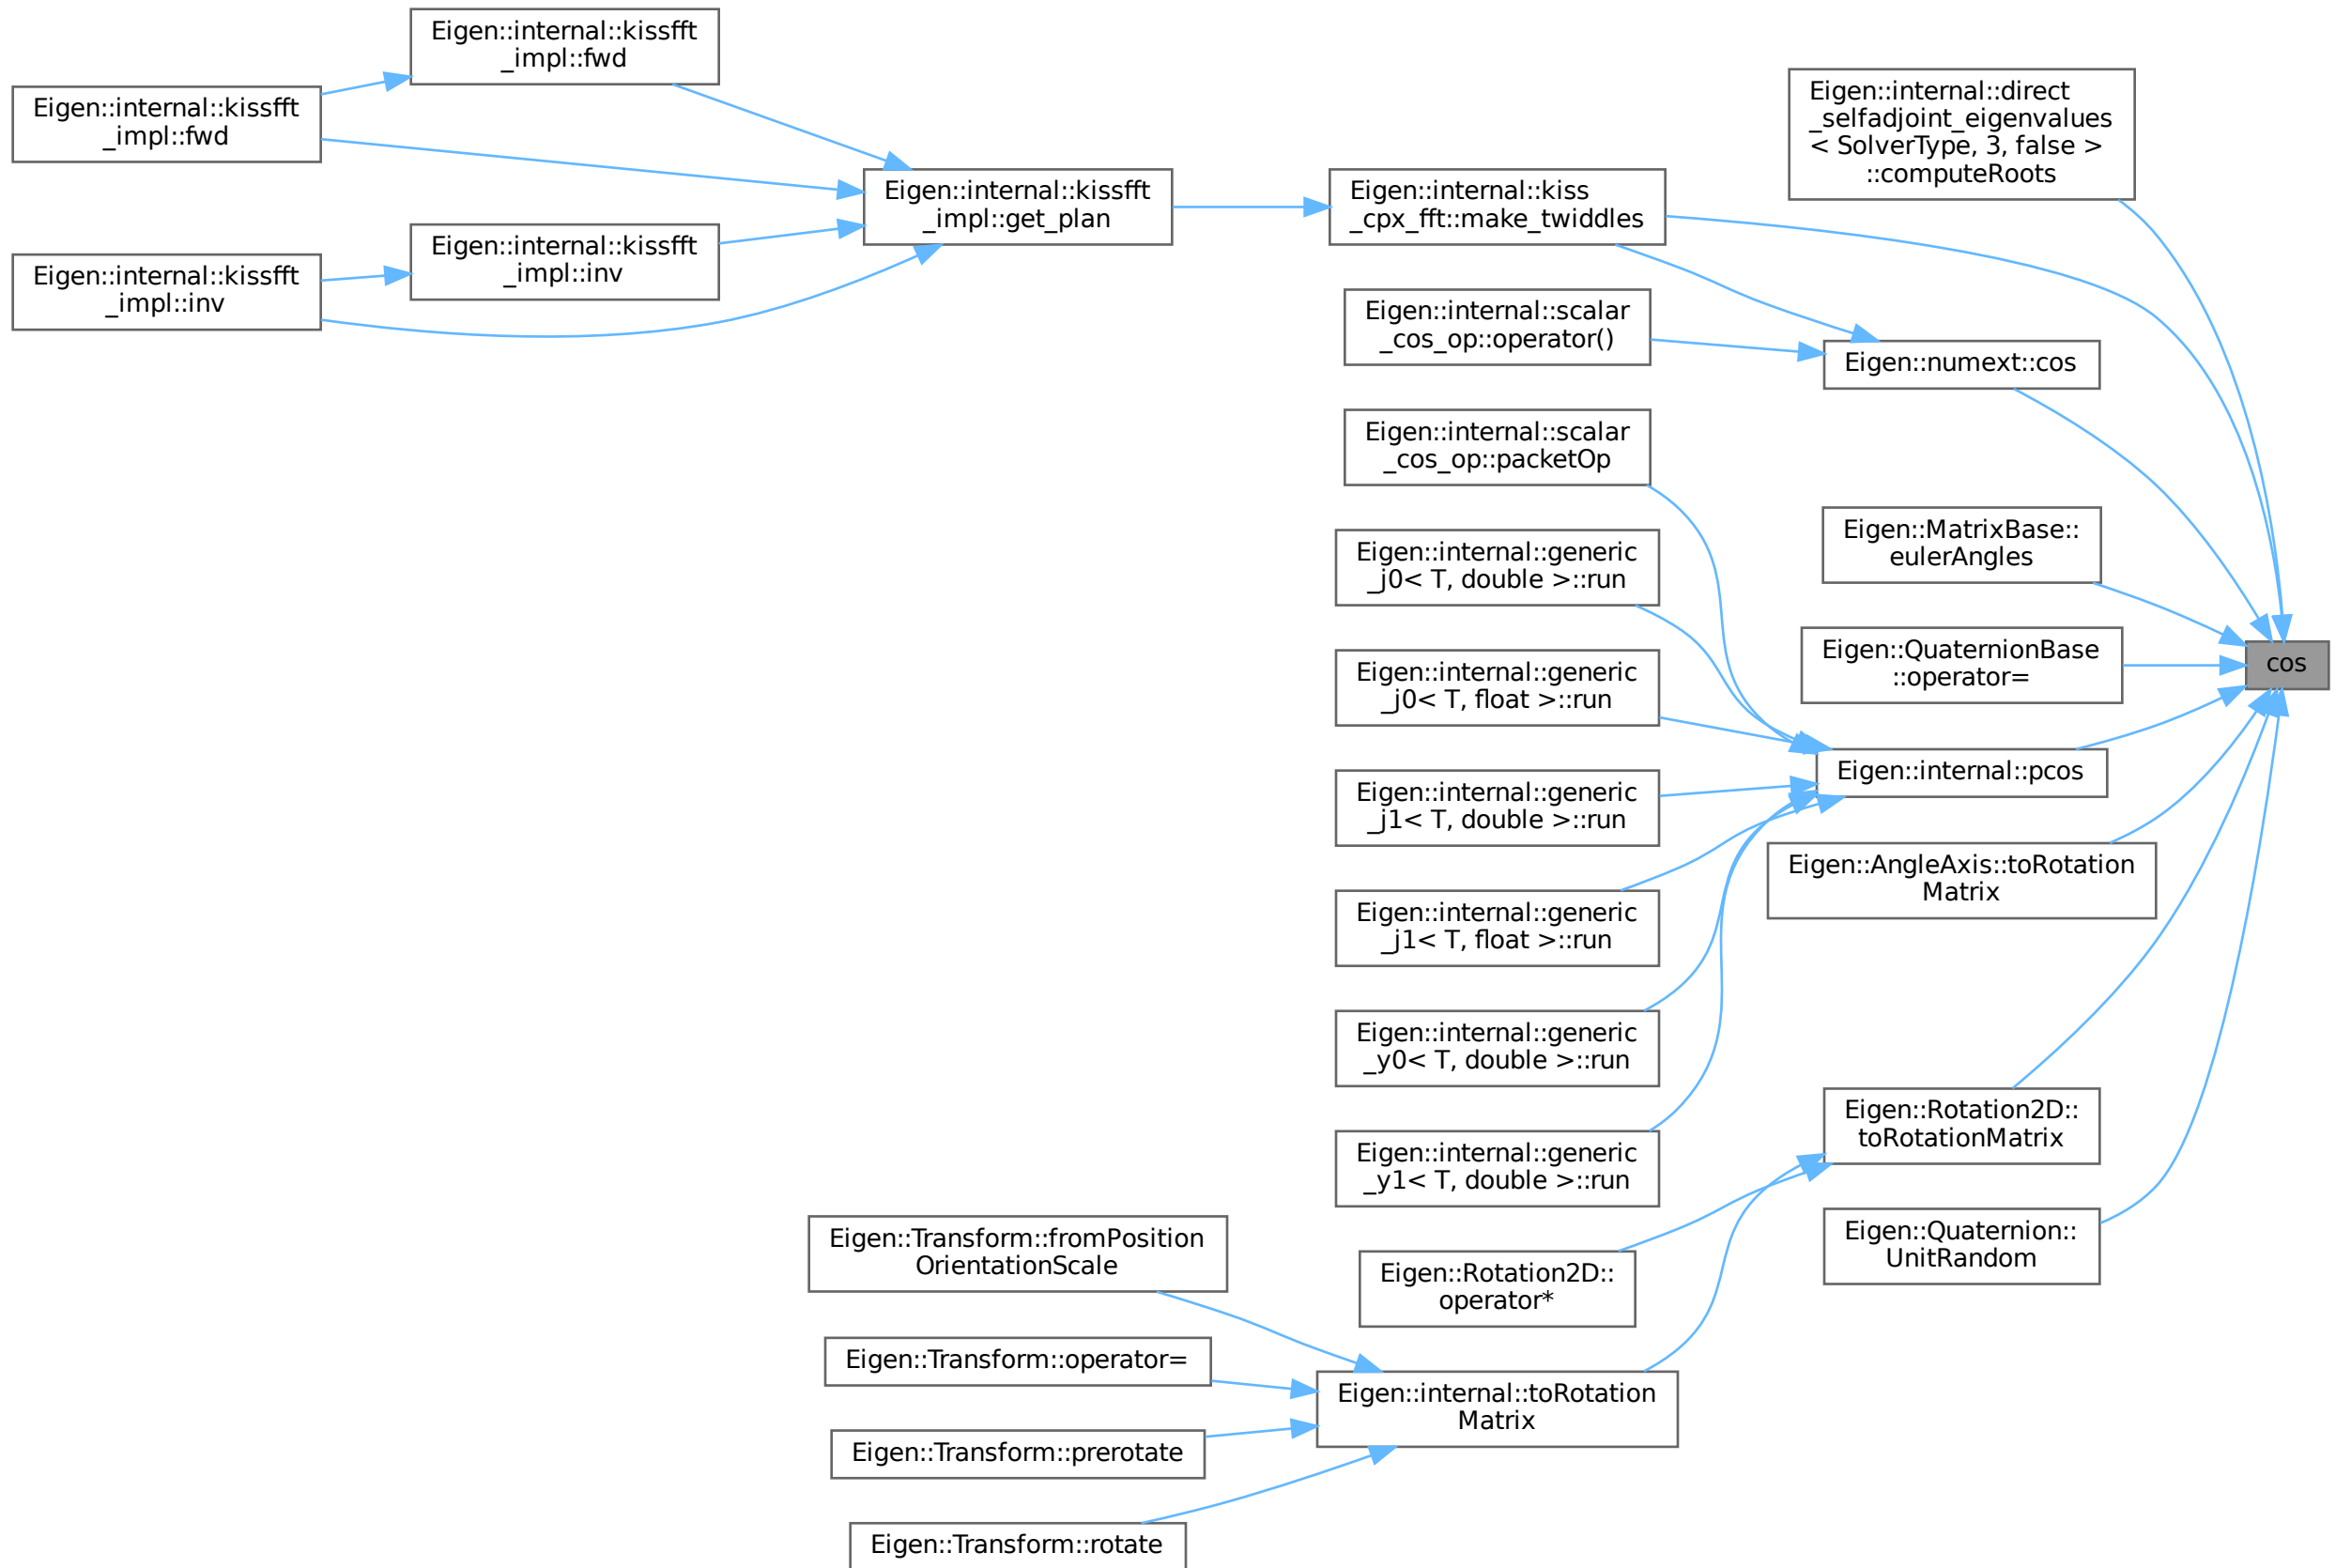 Eigen::internal::kissfft
_impl::fwd
Eigen::internal::kissfft
_impl::fwd
Eigen::internal::kissfft
_impl::inv
Eigen::internal::kissfft
_impl::inv
Eigen::internal::kissfft
_impl::get_plan
Eigen::internal::kiss
_cpx_fft::make_twiddles
Eigen::internal::direct
_selfadjoint_eigenvalues
< SolverType, 3, false >
::computeRoots
Eigen::internal::scalar
_cos_op::operator()
Eigen::numext::cos
Eigen::internal::scalar
_cos_op::packetOp
Eigen::MatrixBase::
eulerAngles
Eigen::internal::generic
_j0< T, double >::run
Eigen::QuaternionBase
::operator=
cos
Eigen::internal::generic
_j0< T, float >::run
Eigen::internal::pcos
Eigen::internal::generic
_j1< T, double >::run
Eigen::AngleAxis::toRotation
Matrix
Eigen::internal::generic
_j1< T, float >::run
Eigen::internal::generic
_y0< T, double >::run
Eigen::Rotation2D::
toRotationMatrix
Eigen::internal::generic
_y1< T, double >::run
Eigen::Quaternion::
UnitRandom
Eigen::Transform::fromPosition
OrientationScale
Eigen::Rotation2D::
operator*
Eigen::Transform::operator=
Eigen::internal::toRotation
Matrix
Eigen::Transform::prerotate
Eigen::Transform::rotate